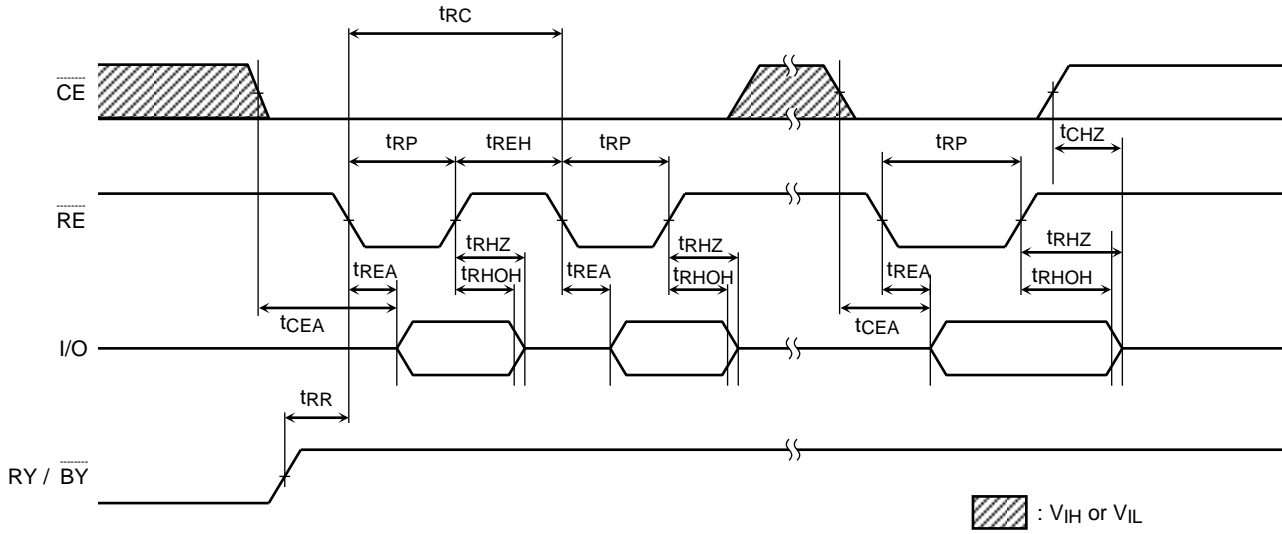 tRC
CE
tRP tREH tRP tRP tCHZ
RE
tRHZ tRHZ tRHZ
tREA tRHOH tREA tRHOH tREA tRHOH
tCEA tCEA
I/O
tRR
RY / BY
: VIH or VIL